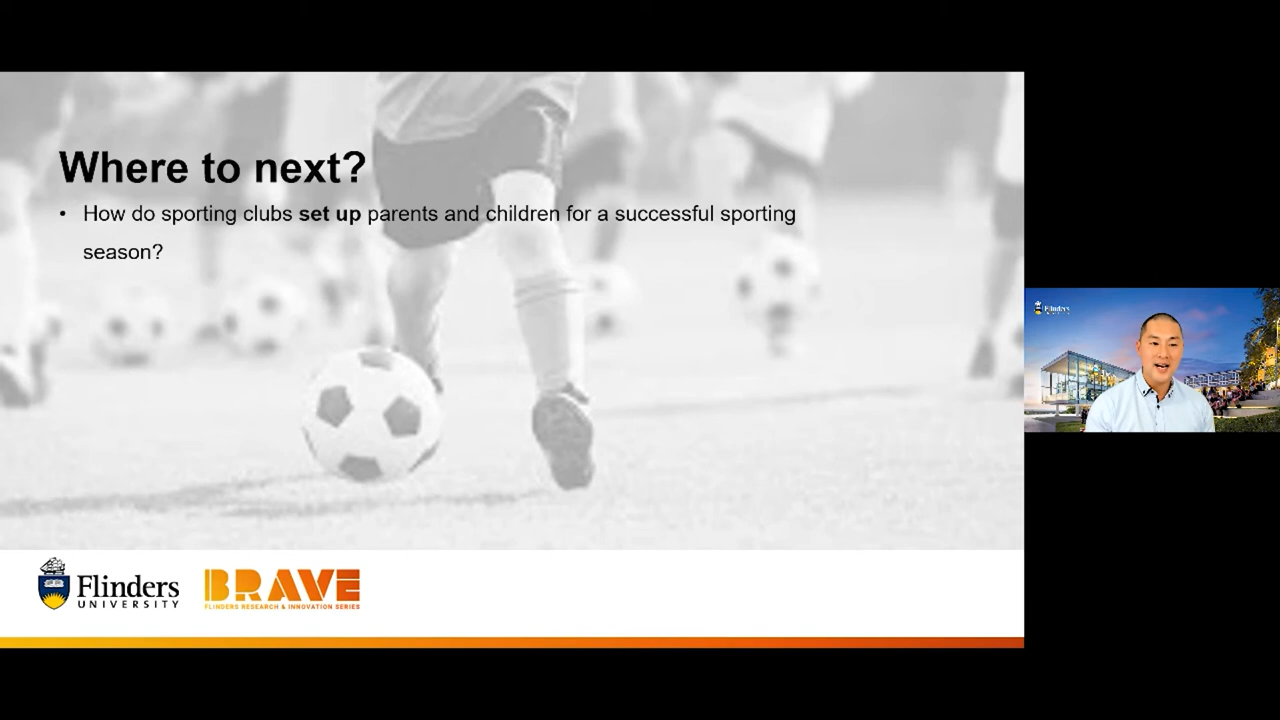 Where to next?
• How do sporting clubs set up parents and children for a successful sporting
season?
Flinders
UNIVERSITY
BRAVE
FLINDERS RESEARCH & INNOVATION SERIES
Flinders